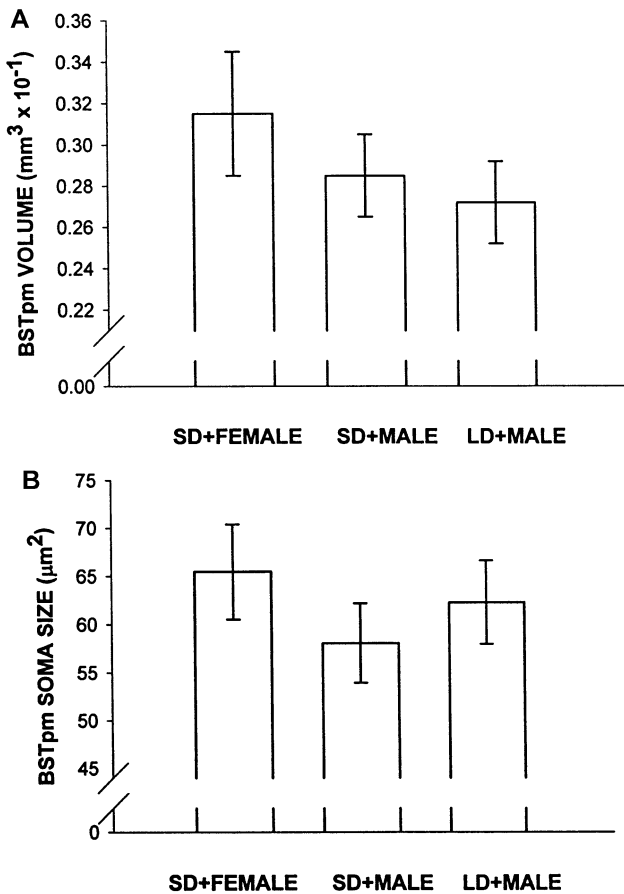 A
BSTpm VOLUME (mm³ x 10⁻¹)
0.36
0.34
0.32
0.30
0.28
0.26
0.24
0.22
0.00
SD+FEMALE SD+MALE LD+MALE
B
BSTpm SOMA SIZE (μm²)
75
70
65
60
55
50
45
0
SD+FEMALE SD+MALE LD+MALE